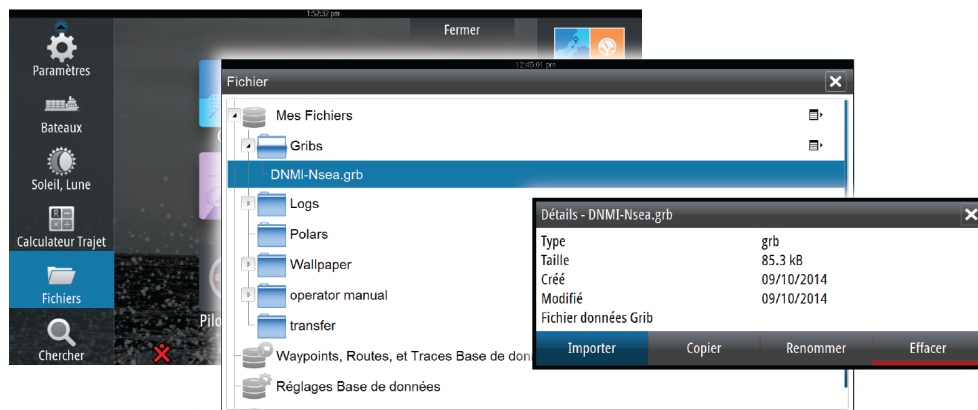 1:52:32 pm
Fermer
Paramètres
Bateaux
Soleil, Lune
Calculateur Trajet
Fichiers
Chercher
Pilo
12:45:01 pm
Fichier
Mes Fichiers
Gribs
DNMI-Nsea.grb
Logs
Polars
Wallpaper
operator manual
transfer
Waypoints, Routes, et Traces Base de don
Réglages Base de données
Détails - DNMI-Nsea.grb
Type grb
Taille 85.3 kB
Créé 09/10/2014
Modifié 09/10/2014
Fichier données Grib
Importer Copier Renommer Effacer